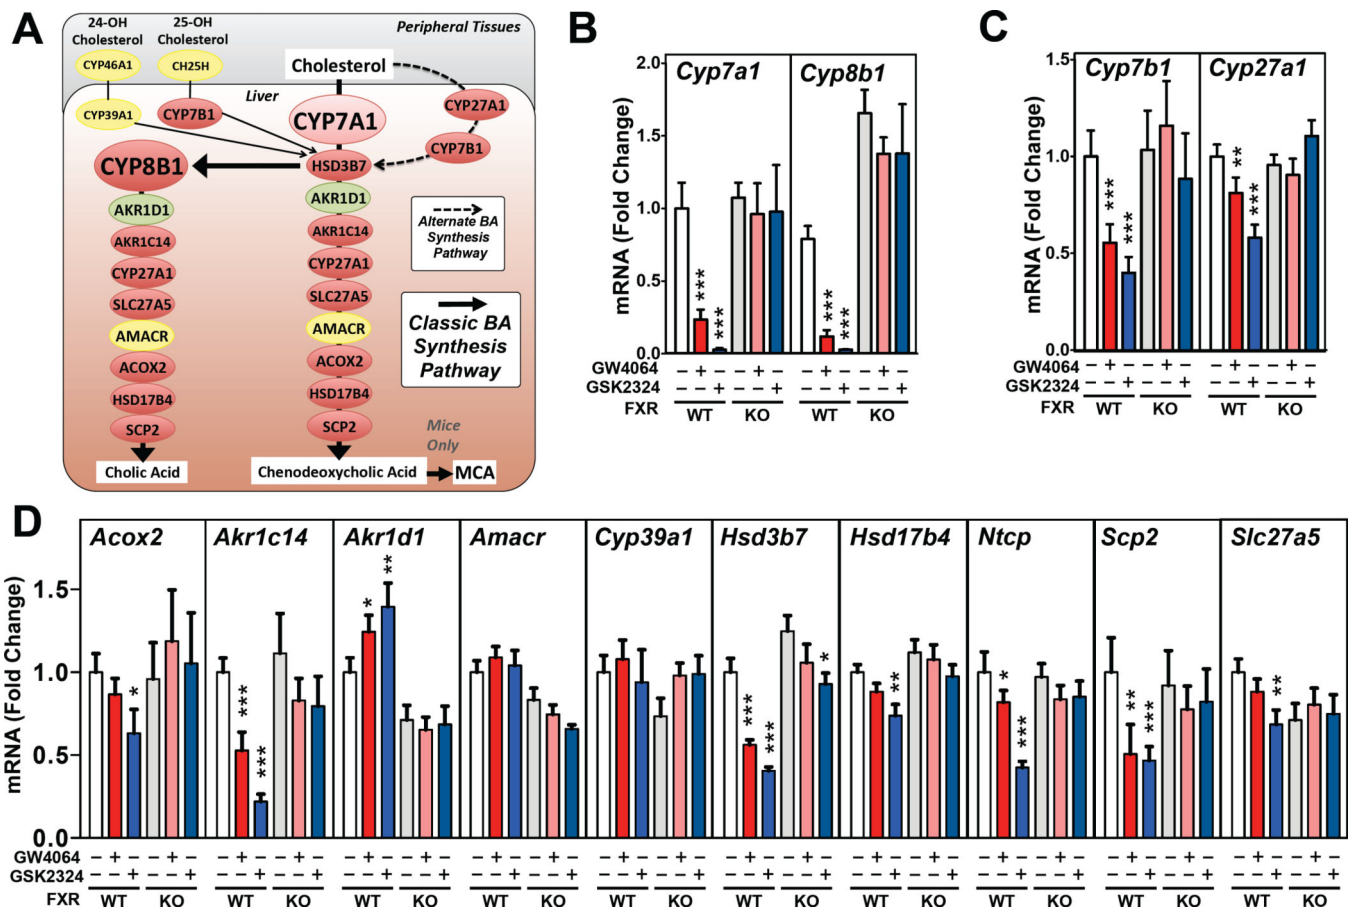 A
24-OH
Cholesterol
25-OH
Cholesterol
Peripheral Tissues
CYP46A1
CH25H
Cholesterol
Liver
CYP39A1
CYP7B1
CYP7A1
CYP27A1
CYP7B1
CYP8B1
HSD3B7
AKR1D1
AKR1D1
AKR1C14
AKR1C14
CYP27A1
CYP27A1
SLC27A5
SLC27A5
AMACR
AMACR
ACOX2
ACOX2
HSD17B4
HSD17B4
SCP2
SCP2
Alternate BA
Synthesis
Pathway
Classic BA
Synthesis
Pathway
Mice
Only
Cholic Acid
Chenodeoxycholic Acid
MCA
B
Cyp7a1
Cyp8b1
mRNA (Fold Change)
2.0
1.5
1.0
0.5
0.0
*** *** *** ***
GW4064 – + – – + – – + – – + –
GSK2324 – – + – – + – – + – – +
FXR WT KO WT KO
C
Cyp7b1
Cyp27a1
mRNA (Fold Change)
1.5
1.0
0.5
0.0
*** *** ** ***
GW4064 – + – – + – – + – – + –
GSK2324 – – + – – + – – + – – +
FXR WT KO WT KO
D
Acox2 Akr1c14 Akr1d1 Amacr Cyp39a1 Hsd3b7 Hsd17b4 Ntcp Scp2 Slc27a5
mRNA (Fold Change)
1.5
1.0
0.5
0.0
* *** *** * ** *** *** * ** * *** ** *** **
GW4064 – + – – + – – + – – + – – + – – + – – + – – + – – + – – + – – + – – + – – + – – + – – + – – + – – + – – + – – + – – + –
GSK2324 – – + – – + – – + – – + – – + – – + – – + – – + – – + – – + – – + – – + – – + – – + – – + – – + – – + – – + – – + – – +
FXR WT KO WT KO WT KO WT KO WT KO WT KO WT KO WT KO WT KO WT KO